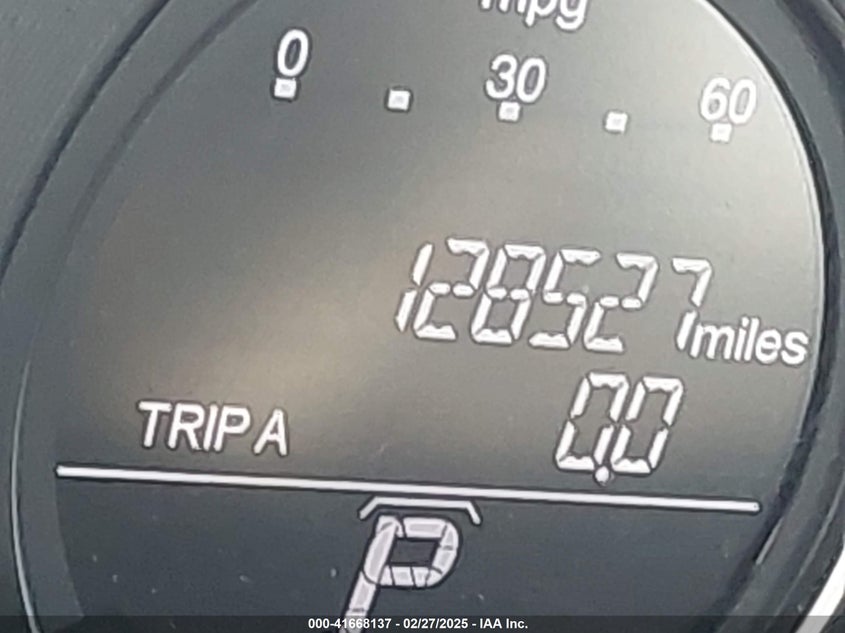 mpg
0 30 60
128527 miles
TRIP A 0.0
P
000-41668137 - 02/27/2025 - IAA Inc.